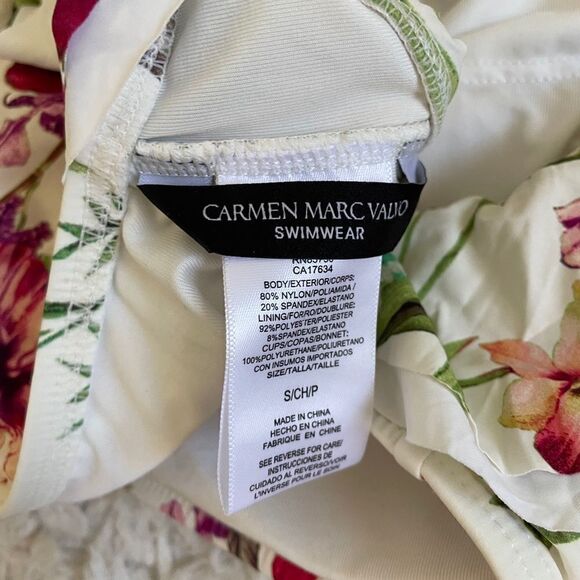 CARMEN MARC VALVO
SWIMWEAR
CA17634
BODY/EXTERIOR/CORPS:
80% NYLON/POLIAMIDA/
20% SPANDEX/ELASTANO
LINING/FORRO/DOUBLURE:
92%POLYESTER/POLIESTER
8%SPANDEX/ELASTANO
CUPS/COPAS/BONNET:
100%POLYURETHANE/POLIURETANO
CON INSUMOS IMPORTADOS
SIZE/TALLA/TAILLE
S/CH/P
MADE IN CHINA
HECHO EN CHINA
FABRIQUE EN CHINE
SEE REVERSE FOR CARE/
INSTRUCCIONES DE
CUIDADO AL REVERSO/VOIR
L'INVERSE POUR LE SOIN